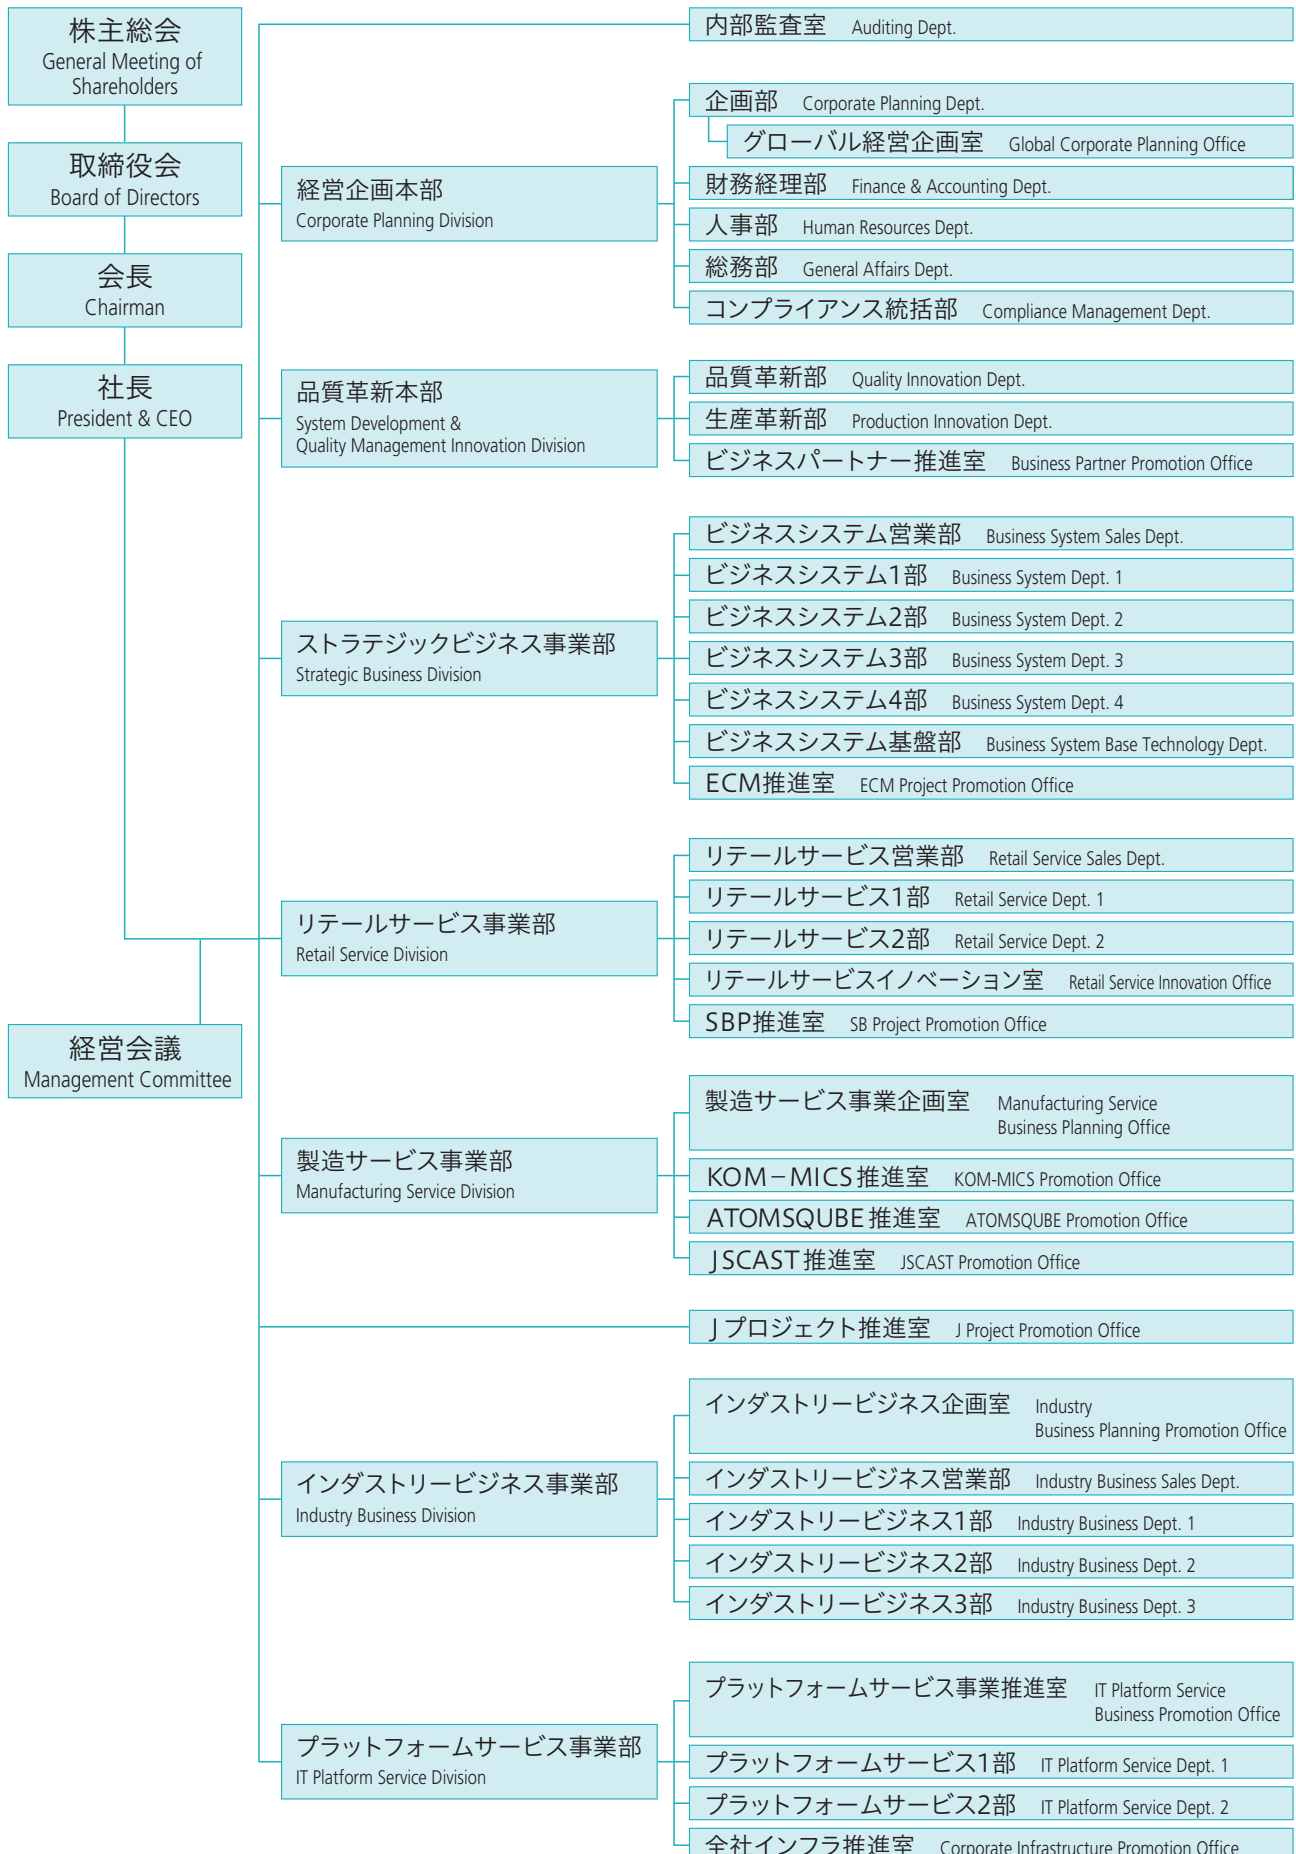 株主総会
General Meeting of
Shareholders
取締役会
Board of Directors
会長
Chairman
社長
President & CEO
経営会議
Management Committee
内部監査室 Auditing Dept.
経営企画本部
Corporate Planning Division
企画部 Corporate Planning Dept.
グローバル経営企画室 Global Corporate Planning Office
財務経理部 Finance & Accounting Dept.
人事部 Human Resources Dept.
総務部 General Affairs Dept.
コンプライアンス統括部 Compliance Management Dept.
品質革新本部
System Development &
Quality Management Innovation Division
品質革新部 Quality Innovation Dept.
生産革新部 Production Innovation Dept.
ビジネスパートナー推進室 Business Partner Promotion Office
ストラテジックビジネス事業部
Strategic Business Division
ビジネスシステム営業部 Business System Sales Dept.
ビジネスシステム1部 Business System Dept. 1
ビジネスシステム2部 Business System Dept. 2
ビジネスシステム3部 Business System Dept. 3
ビジネスシステム4部 Business System Dept. 4
ビジネスシステム基盤部 Business System Base Technology Dept.
ECM推進室 ECM Project Promotion Office
リテールサービス事業部
Retail Service Division
リテールサービス営業部 Retail Service Sales Dept.
リテールサービス1部 Retail Service Dept. 1
リテールサービス2部 Retail Service Dept. 2
リテールサービスイノベーション室 Retail Service Innovation Office
SBP推進室 SB Project Promotion Office
製造サービス事業部
Manufacturing Service Division
製造サービス事業企画室 Manufacturing Service
Business Planning Office
KOM−MICS推進室 KOM-MICS Promotion Office
ATOMSQUBE推進室 ATOMSQUBE Promotion Office
JSCAST推進室 JSCAST Promotion Office
Jプロジェクト推進室 J Project Promotion Office
インダストリービジネス事業部
Industry Business Division
インダストリービジネス企画室 Industry
Business Planning Promotion Office
インダストリービジネス営業部 Industry Business Sales Dept.
インダストリービジネス1部 Industry Business Dept. 1
インダストリービジネス2部 Industry Business Dept. 2
インダストリービジネス3部 Industry Business Dept. 3
プラットフォームサービス事業部
IT Platform Service Division
プラットフォームサービス事業推進室 IT Platform Service
Business Promotion Office
プラットフォームサービス1部 IT Platform Service Dept. 1
プラットフォームサービス2部 IT Platform Service Dept. 2
全社インフラ推進室 Corporate Infrastructure Promotion Office